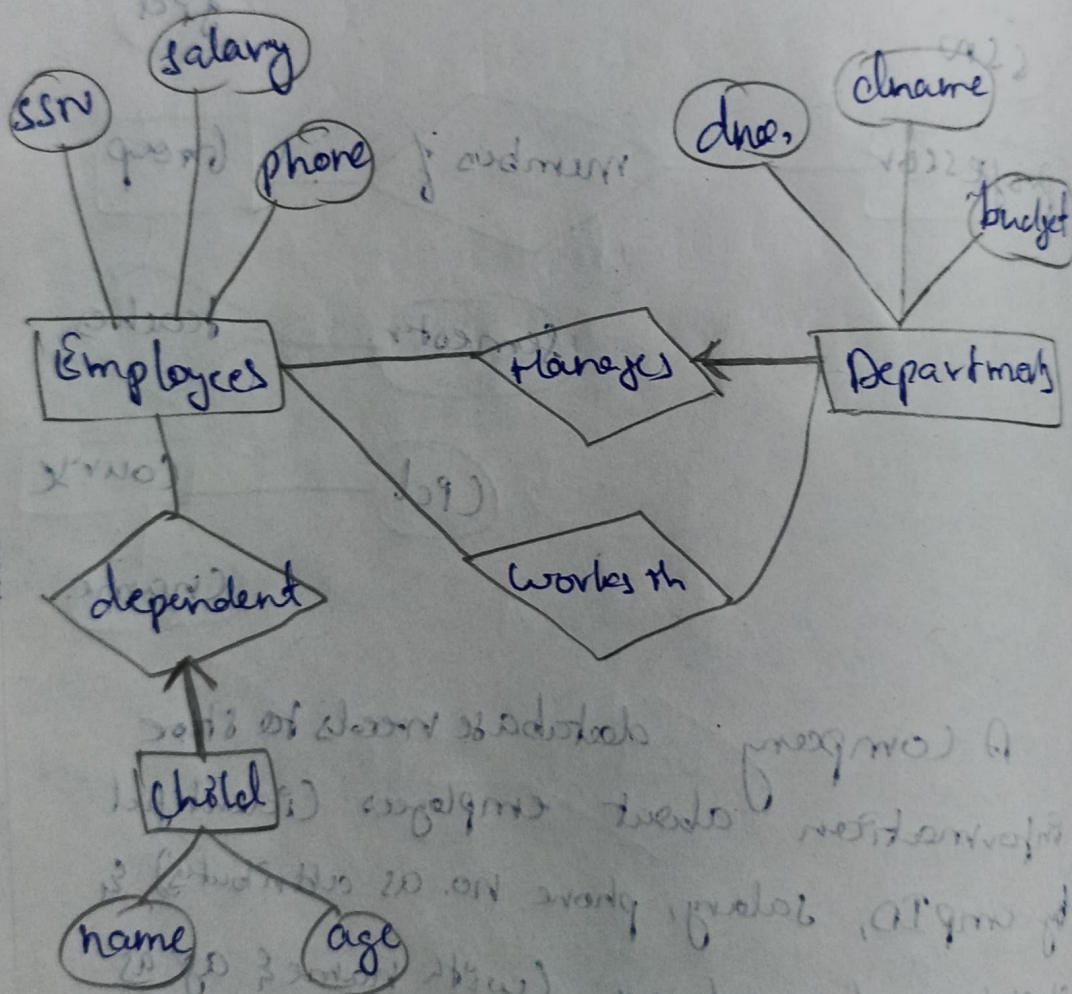 salary
SSN
phone
dno.
dname
budget
Employees
Manages
Departments
works in
dependent
Child
name
age